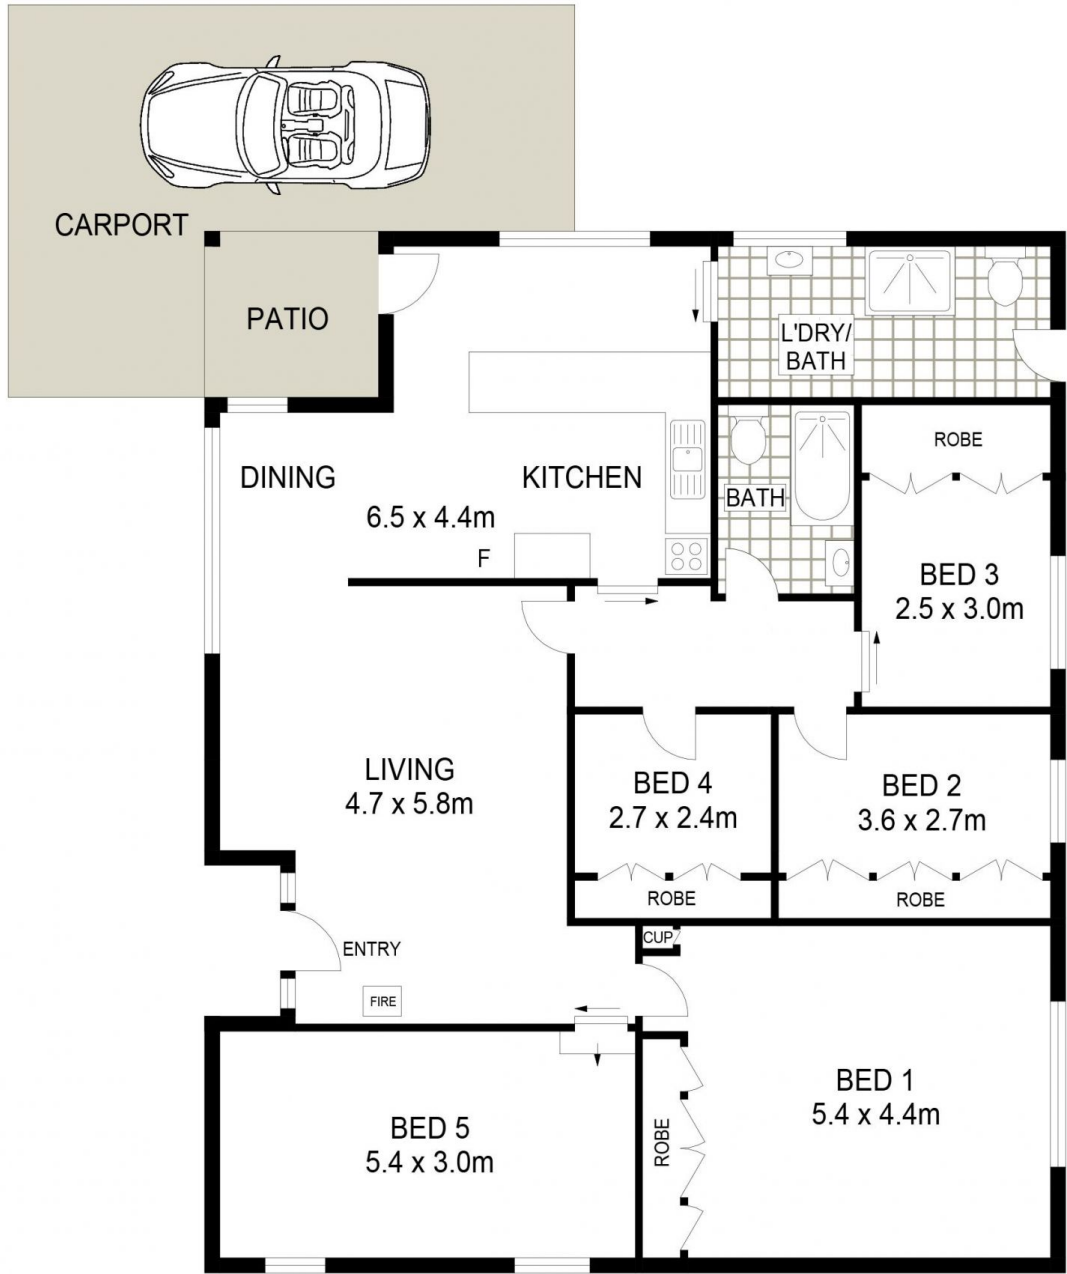 CARPORT
PATIO
L'DRY/
BATH
DINING
KITCHEN
6.5 x 4.4m
F
BATH
ROBE
BED 3
2.5 x 3.0m
LIVING
4.7 x 5.8m
BED 4
2.7 x 2.4m
ROBE
BED 2
3.6 x 2.7m
ROBE
ENTRY
FIRE
CUP
BED 5
5.4 x 3.0m
ROBE
BED 1
5.4 x 4.4m